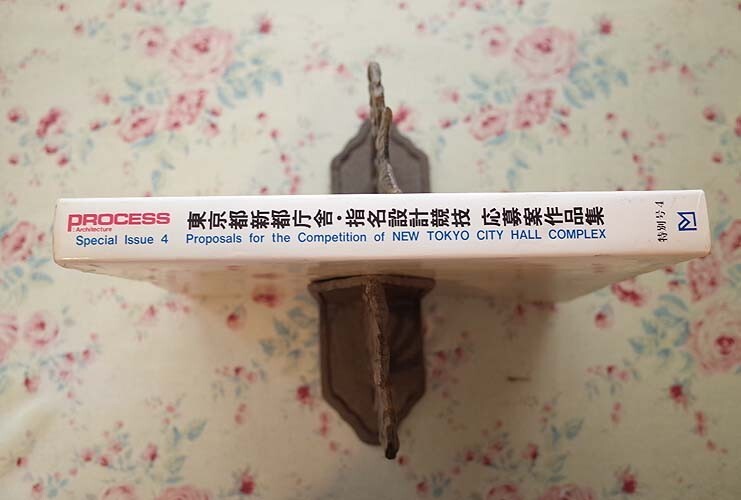 PROCESS
: Architecture
Special Issue 4
東京都新都庁舎・指名設計競技 応募案作品集
Proposals for the Competition of NEW TOKYO CITY HALL COMPLEX
特別号4